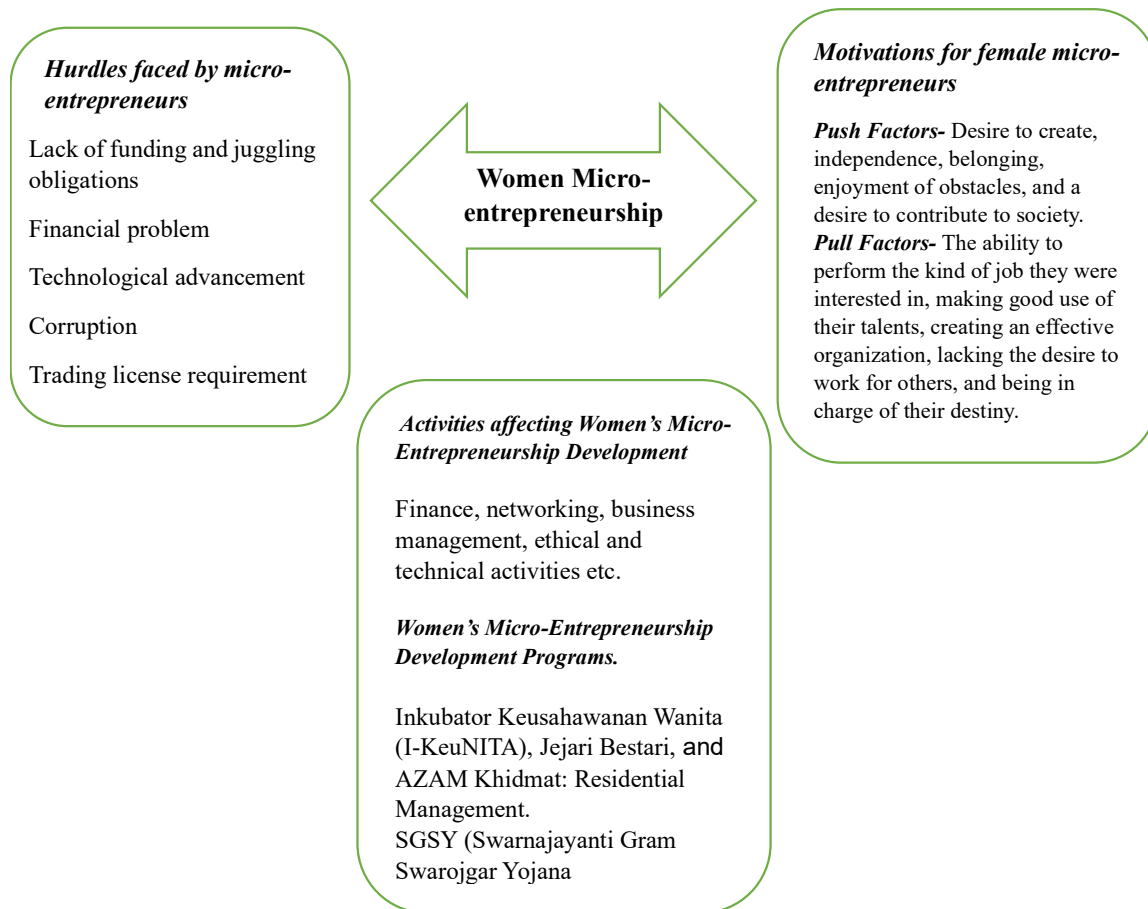 Hurdles faced by micro-
entrepreneurs
Lack of funding and juggling
obligations
Financial problem
Technological advancement
Corruption
Trading license requirement
Women Micro-
entrepreneurship
Motivations for female micro-
entrepreneurs
Push Factors- Desire to create,
independence, belonging,
enjoyment of obstacles, and a
desire to contribute to society.
Pull Factors- The ability to
perform the kind of job they were
interested in, making good use of
their talents, creating an effective
organization, lacking the desire to
work for others, and being in
charge of their destiny.
Activities affecting Women’s Micro-
Entrepreneurship Development
Finance, networking, business
management, ethical and
technical activities etc.
Women’s Micro-Entrepreneurship
Development Programs.
Inkubator Keusahawanan Wanita
(I-KeuNITA), Jejari Bestari, and
AZAM Khidmat: Residential
Management.
SGSY (Swarnajayanti Gram
Swarojgar Yojana